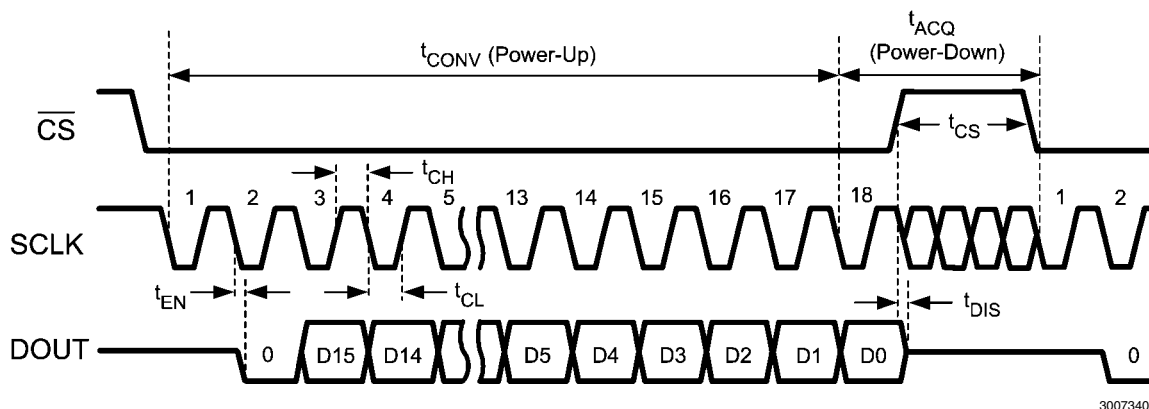 tCONV (Power-Up)
tACQ
(Power-Down)
CS
tCS
tCH
1 2 3 4 5 13 14 15 16 17 18 1 2
SCLK
tEN
tCL
tDIS
DOUT
0 D15 D14 D5 D4 D3 D2 D1 D0 0
3007340